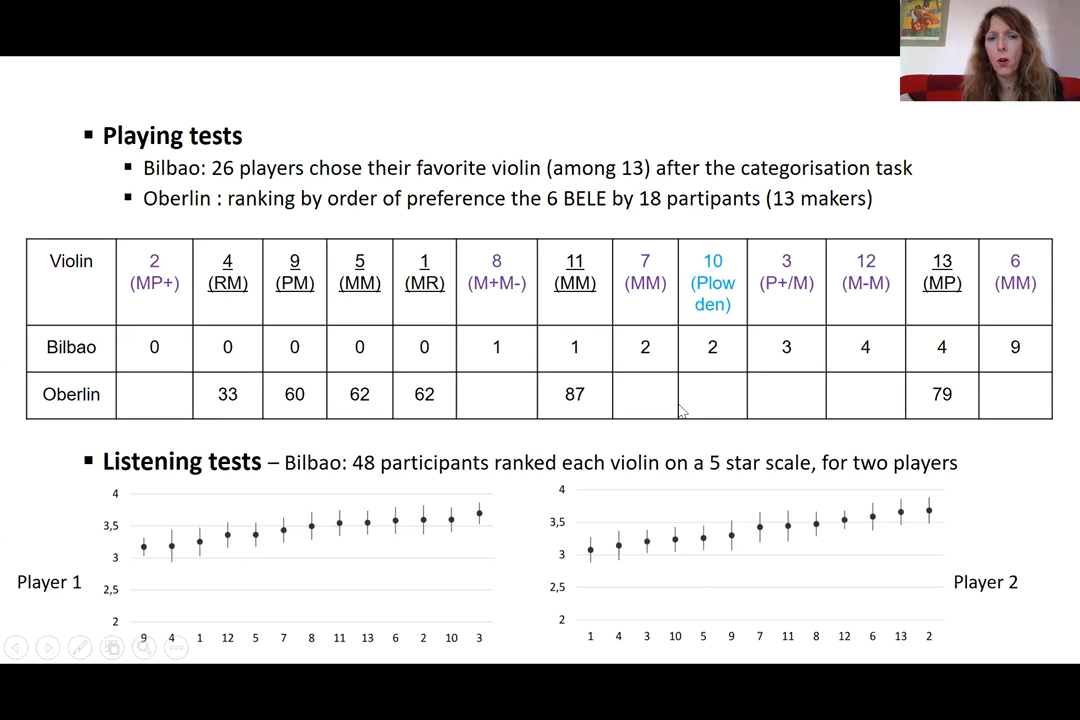 ▪ Playing tests
▪ Bilbao: 26 players chose their favorite violin (among 13) after the categorisation task
▪ Oberlin : ranking by order of preference the 6 BELE by 18 partipants (13 makers)
Violin 2 4 9 5 1 8 11 7 10 3 12 13 6
(MP+) (RM) (PM) (MM) (MR) (M+M-) (MM) (MM) (Plow (P+/M) (M-M) (MP) (MM)
den)
Bilbao 0 0 0 0 0 1 1 2 2 3 4 4 9
Oberlin 33 60 62 62 87 79
▪ Listening tests – Bilbao: 48 participants ranked each violin on a 5 star scale, for two players
4
3,5
3
2,5
2
Player 1
9 4 1 12 5 7 8 11 13 6 2 10 3
4
3,5
3
2,5
2
Player 2
1 4 3 10 5 9 7 11 8 12 6 13 2